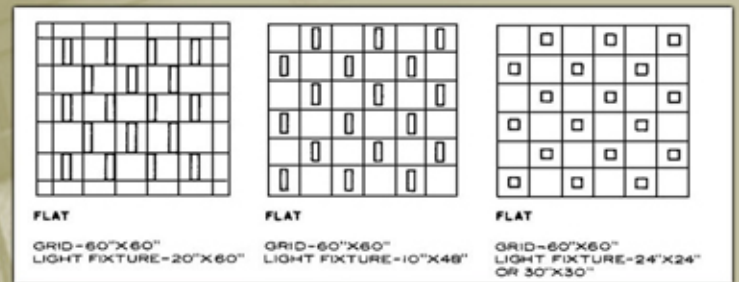 FLAT
GRID-60"X60"
LIGHT FIXTURE-20"X60"
FLAT
GRID-60"X60"
LIGHT FIXTURE-10"X48"
FLAT
GRID-60"X60"
LIGHT FIXTURE-24"X24"
OR 30"X30"